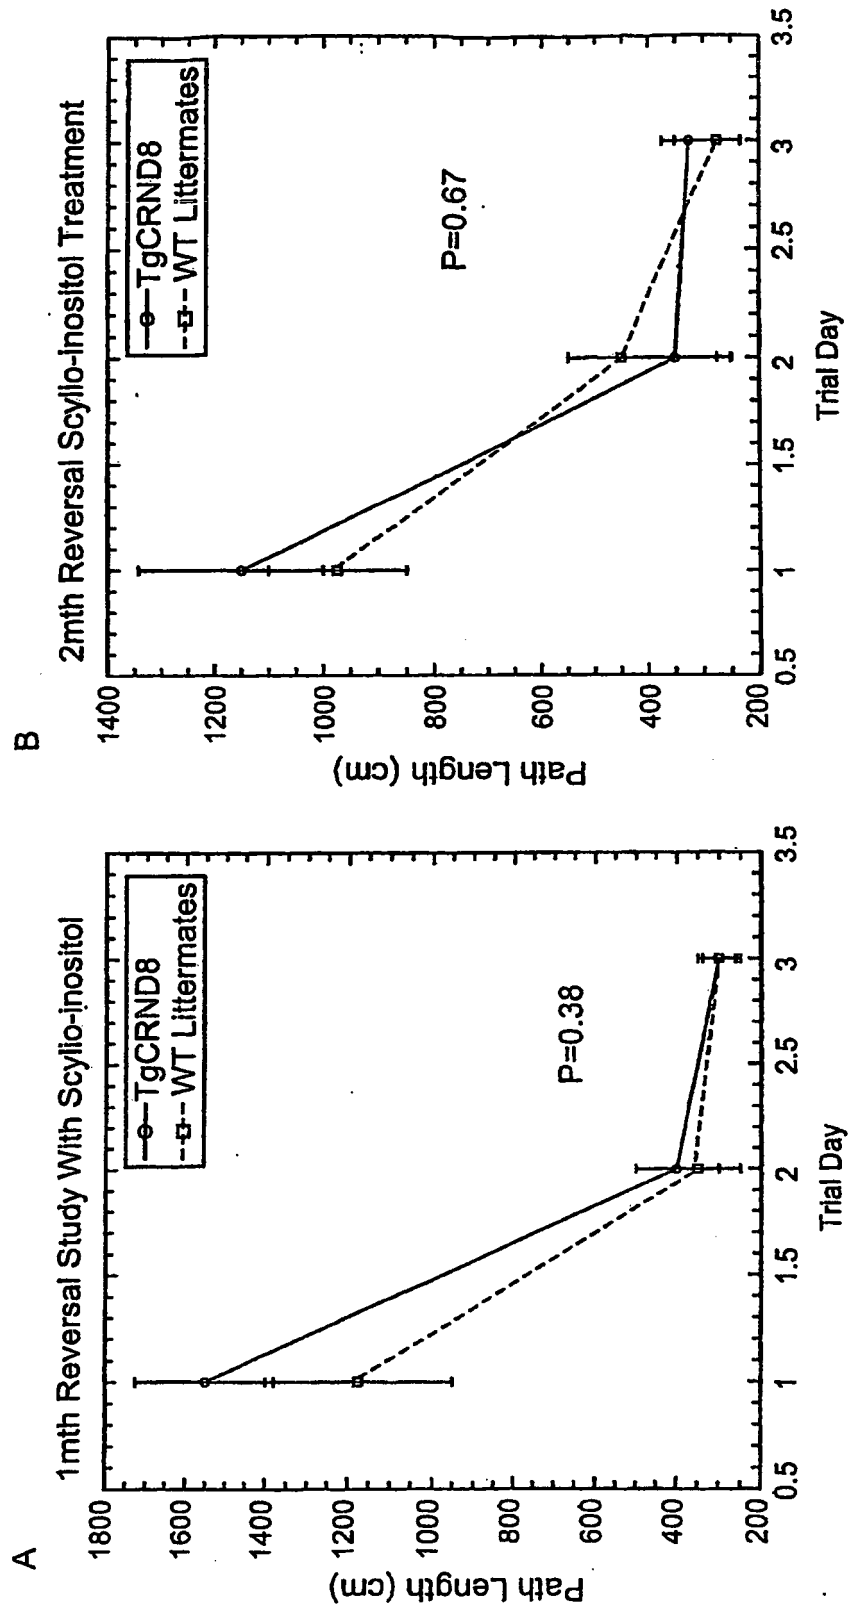 A
1mth Reversal Study With Scyllo-inositol
TgCRND8
WT Littermates
P=0.38
1800
1600
1400
1200
1000
800
600
400
200
Path Length (cm)
0.5
1
1.5
2
2.5
3
3.5
Trial Day
B
2mth Reversal Scyllo-Inositol Treatment
TgCRND8
WT Littermates
P=0.67
1400
1200
1000
800
600
400
200
Path Length (cm)
0.5
1
1.5
2
2.5
3
3.5
Trial Day